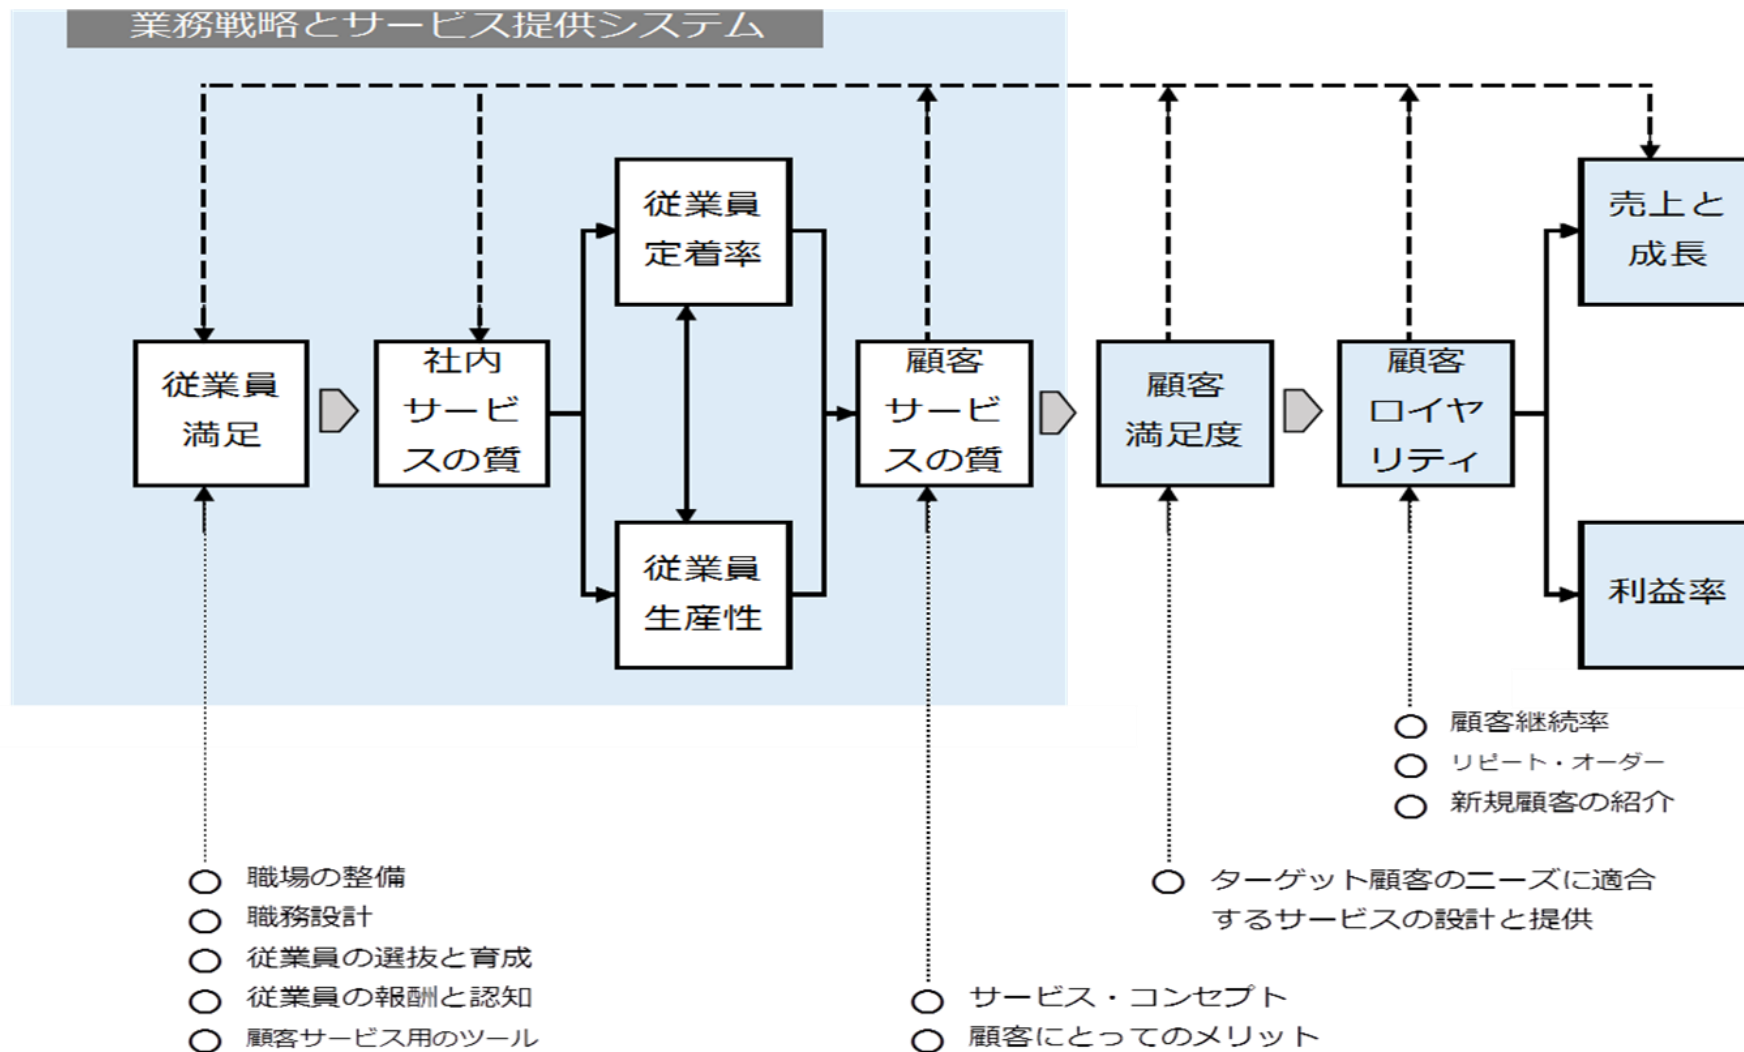 業務戦略とサービス提供システム
従業員
満足
社内
サービ
スの質
従業員
定着率
従業員
生産性
顧客
サービ
スの質
顧客
満足度
顧客
ロイヤ
リティ
売上と
成長
利益率
顧客継続率
リピート・オーダー
新規顧客の紹介
職場の整備
職務設計
従業員の選抜と育成
従業員の報酬と認知
顧客サービス用のツール
サービス・コンセプト
顧客にとってのメリット
ターゲット顧客のニーズに適合
するサービスの設計と提供